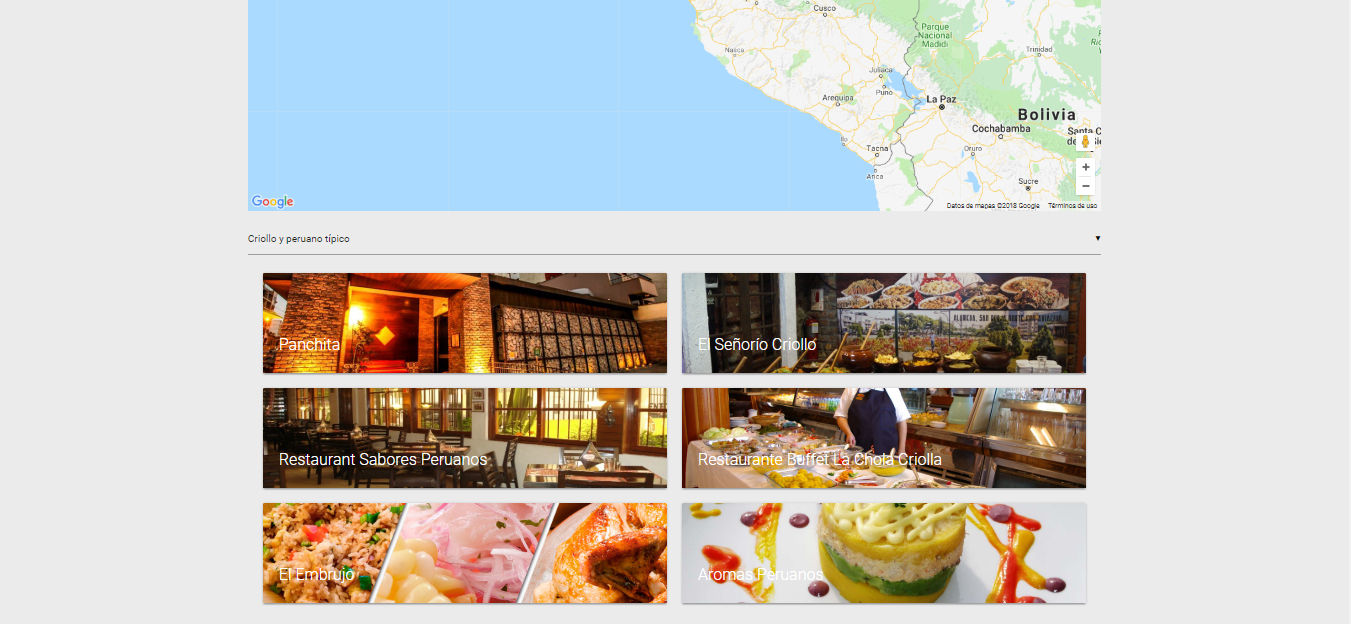 Cusco
Parque
Nacional
Madidi
Trinidad
Nasca
Juliaca
Puno
Arequipa
La Paz
Bolivia
Cochabamba
Santa C
Ilo
Tacna
Oruro
Arica
Sucre
+
−
Google
Datos de mapas ©2018 Google Términos de uso
Criollo y peruano típico
Panchita
El Señorío Criollo
Restaurant Sabores Peruanos
Restaurante Buffet La Chola Criolla
El Embrujo
Aromas Peruanos